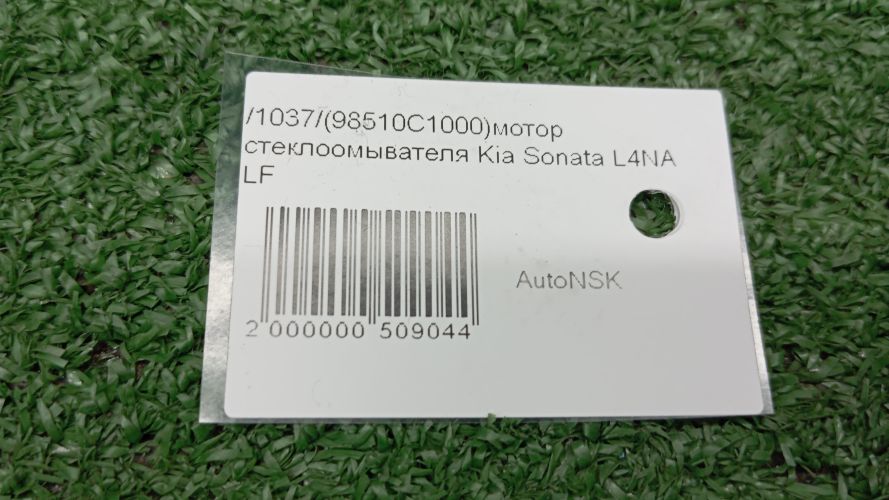 /1037/(98510C1000)мотор
стеклоомывателя Kia Sonata L4NA
LF
AutoNSK
2 000000 509044